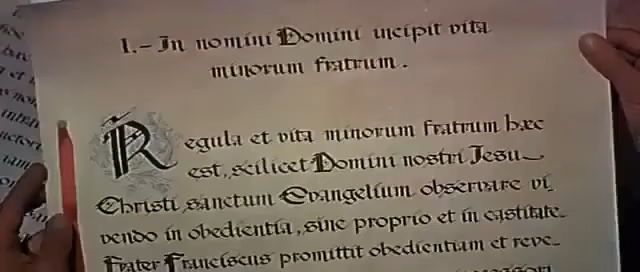 I.- In nomini Domini incipit vita
minorum fratrum.
Regula et vita minorum fratrum hæc
est, scilicet Domini nostri Jesu
Christi sanctum Evangelium observare vi
vendo in obedientia, sine proprio et in castitate.
Frater Franciscus promittit obedientiam et reve-